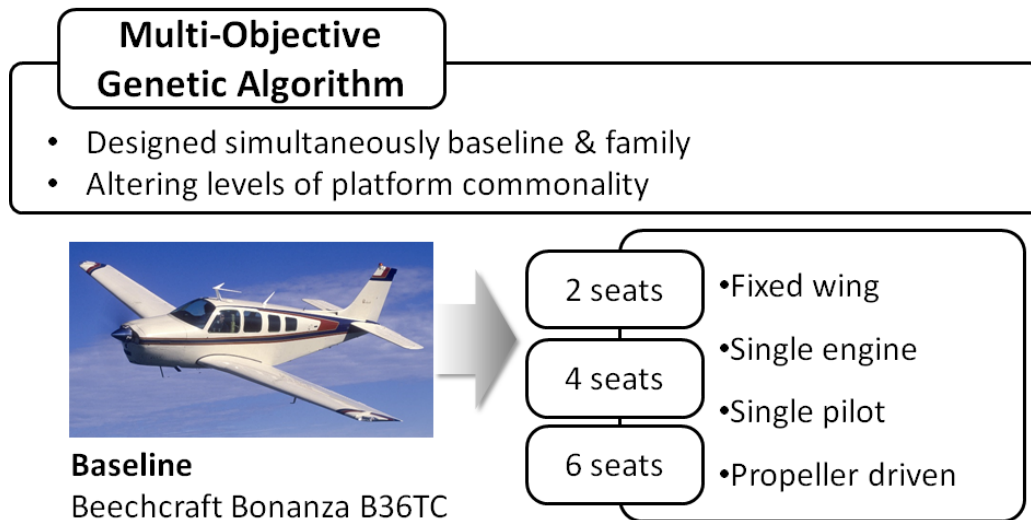 Multi-Objective
Genetic Algorithm
• Designed simultaneously baseline & family
• Altering levels of platform commonality
2 seats
4 seats
6 seats
•Fixed wing
•Single engine
•Single pilot
•Propeller driven
Baseline
Beechcraft Bonanza B36TC